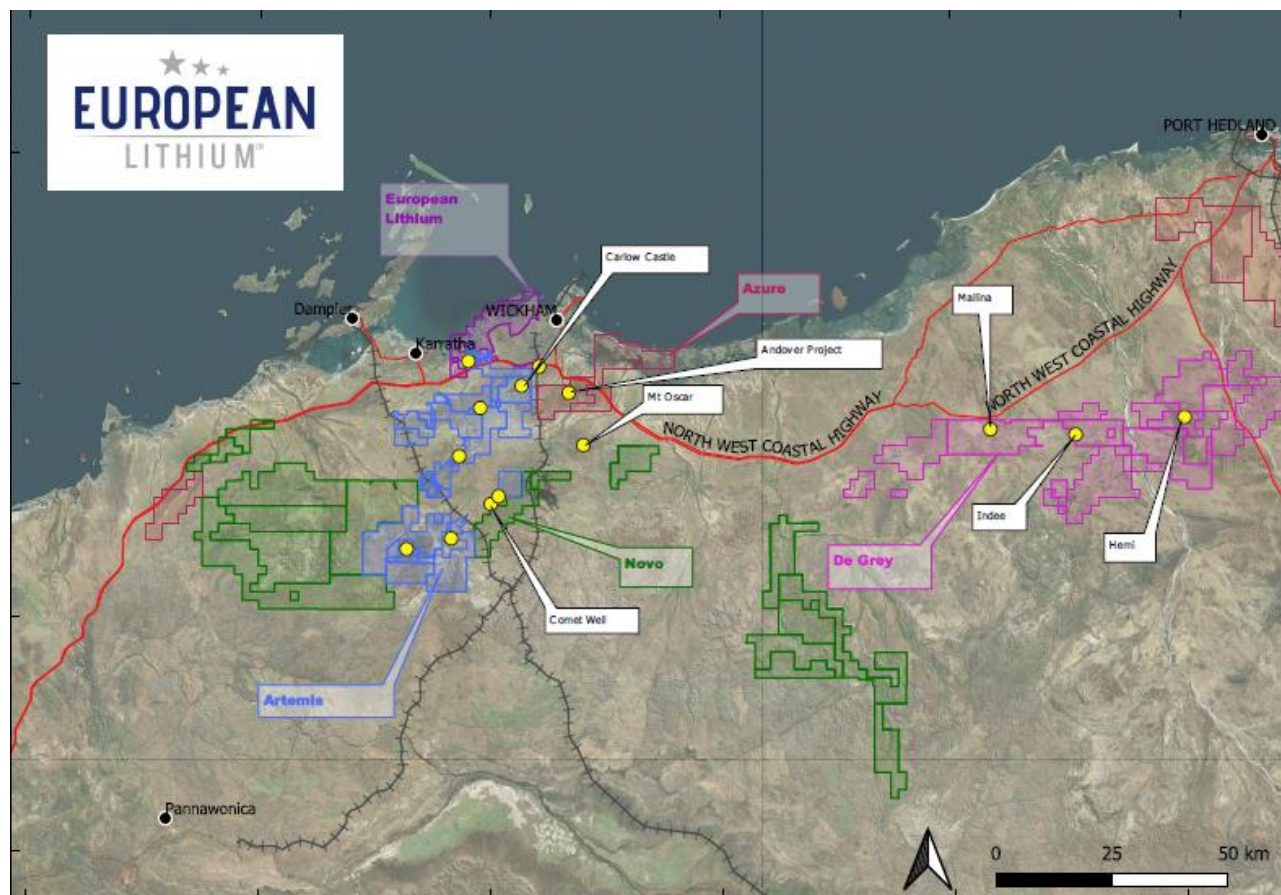 EUROPEAN
LITHIUM
PORT HEDLAND
European
Lithium
Carlow Castle
Azure
Mallina
Dampier
WICKHAM
Karratha
Andover Project
Mt Oscar
NORTH WEST COASTAL HIGHWAY
NORTH WEST COASTAL HIGHWAY
Indee
Hemi
De Grey
Novo
Comet Well
Artemis
Pannawonica
0 25 50 km